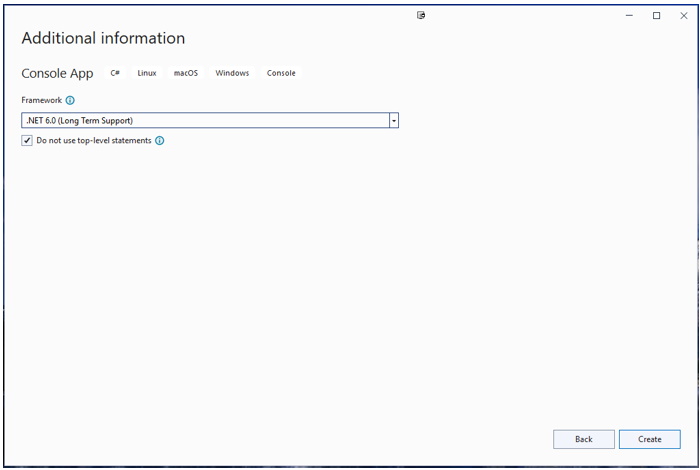 Additional information
Console App C# Linux macOS Windows Console
Framework
.NET 6.0 (Long Term Support)
Do not use top-level statements
Back Create